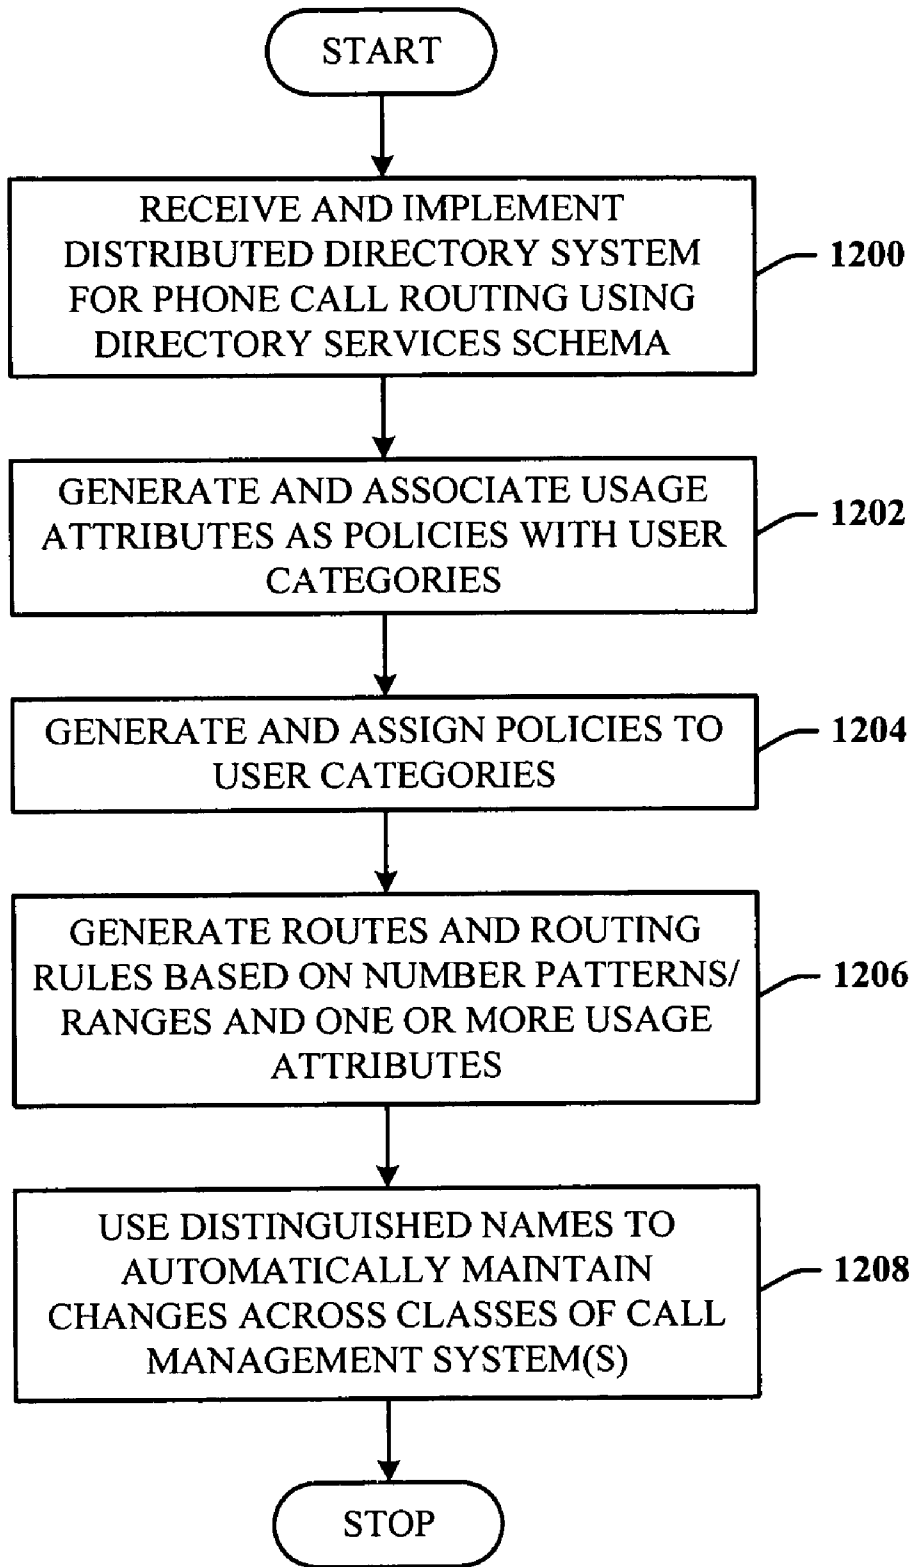 START
RECEIVE AND IMPLEMENT
DISTRIBUTED DIRECTORY SYSTEM
FOR PHONE CALL ROUTING USING
DIRECTORY SERVICES SCHEMA
1200
GENERATE AND ASSOCIATE USAGE
ATTRIBUTES AS POLICIES WITH USER
CATEGORIES
1202
GENERATE AND ASSIGN POLICIES TO
USER CATEGORIES
1204
GENERATE ROUTES AND ROUTING
RULES BASED ON NUMBER PATTERNS/
RANGES AND ONE OR MORE USAGE
ATTRIBUTES
1206
USE DISTINGUISHED NAMES TO
AUTOMATICALLY MAINTAIN
CHANGES ACROSS CLASSES OF CALL
MANAGEMENT SYSTEM(S)
1208
STOP